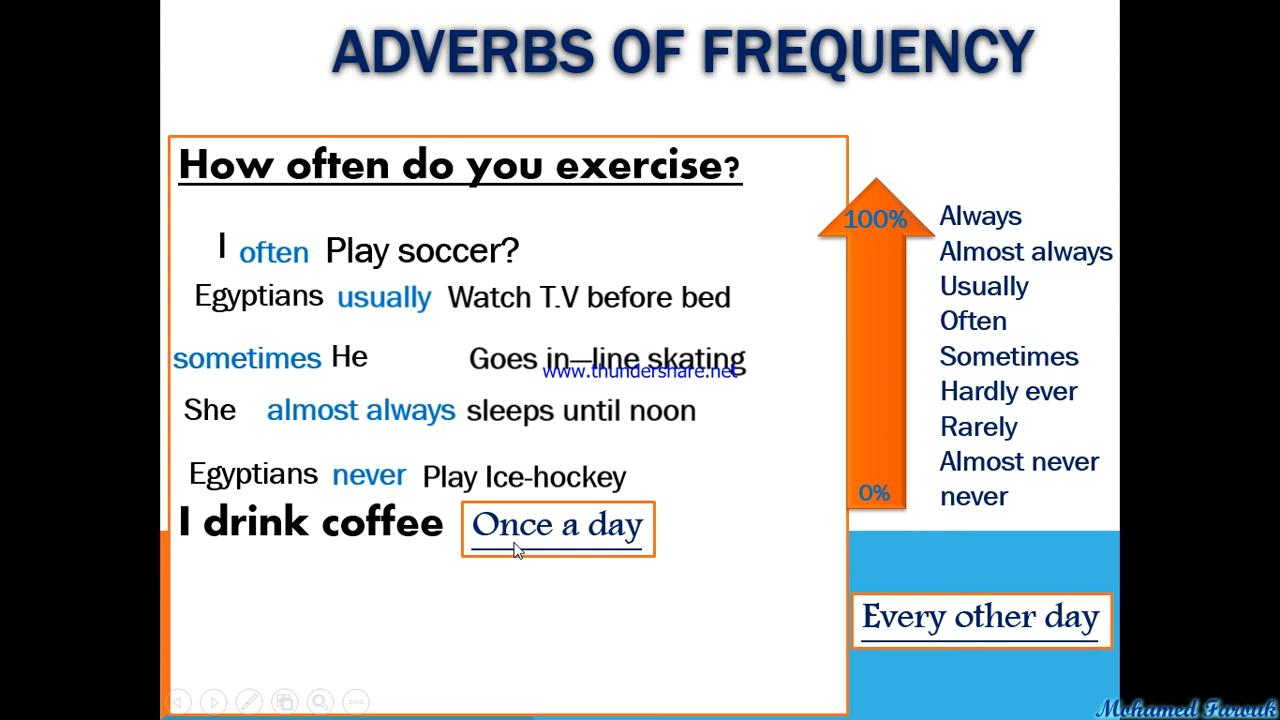 ADVERBS OF FREQUENCY
How often do you exercise?
I often Play soccer?
Egyptians usually Watch T.V before bed
sometimes He Goes in—line skating
www.thundershare.net
She almost always sleeps until noon
Egyptians never Play Ice-hockey
I drink coffee Once a day
100%
0%
Always
Almost always
Usually
Often
Sometimes
Hardly ever
Rarely
Almost never
never
Every other day
Mohamed Farouk